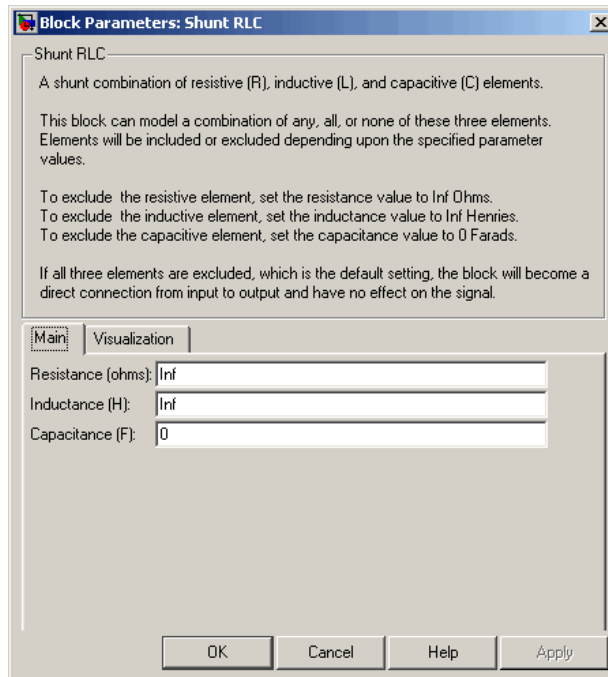 Block Parameters: Shunt RLC
Shunt RLC
A shunt combination of resistive (R), inductive (L), and capacitive (C) elements.
This block can model a combination of any, all, or none of these three elements.
Elements will be included or excluded depending upon the specified parameter
values.
To exclude the resistive element, set the resistance value to Inf Ohms.
To exclude the inductive element, set the inductance value to Inf Henries.
To exclude the capacitive element, set the capacitance value to 0 Farads.
If all three elements are excluded, which is the default setting, the block will become a
direct connection from input to output and have no effect on the signal.
Main Visualization
Resistance (ohms): Inf
Inductance (H): Inf
Capacitance (F): 0
OK Cancel Help Apply